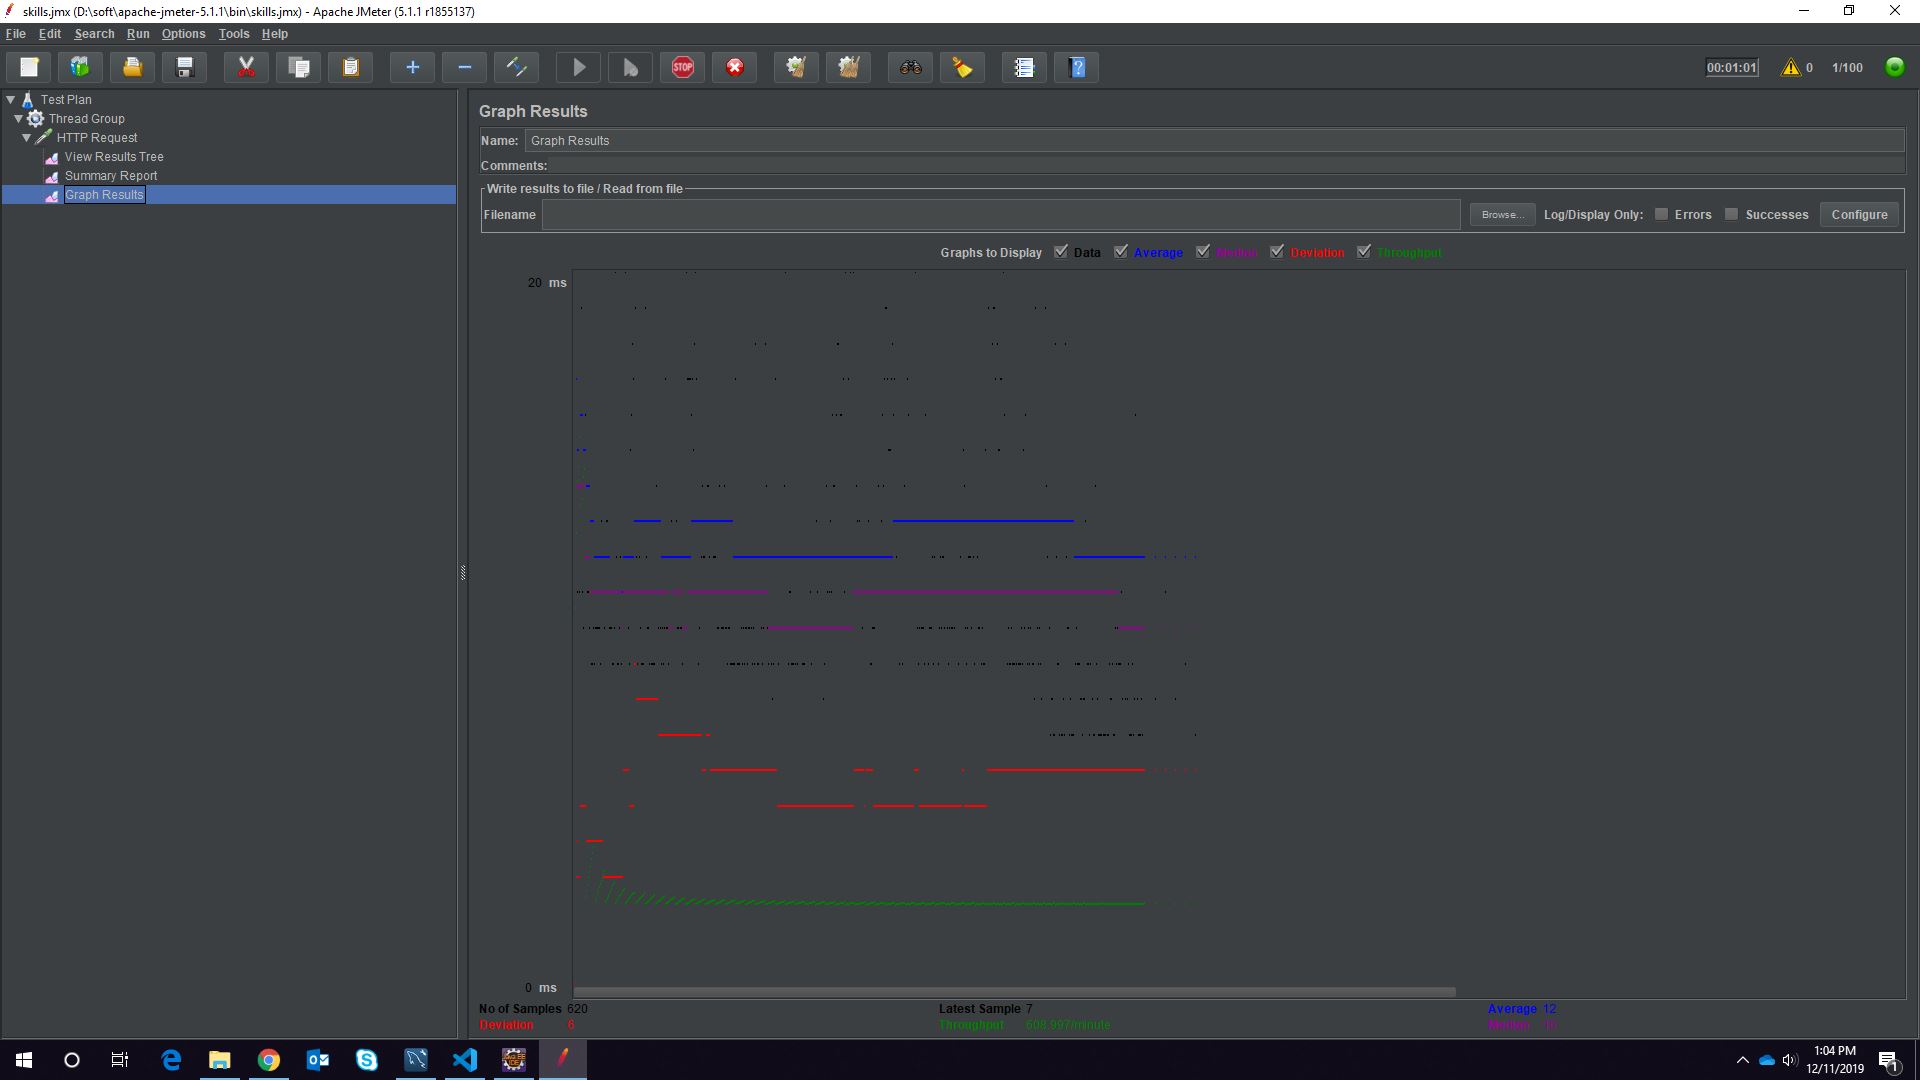 skills.jmx (D:\soft\apache-jmeter-5.1.1\bin\skills.jmx) - Apache JMeter (5.1.1 r1855137)
File Edit Search Run Options Tools Help
STOP 00:01:01 0 1/100
Test Plan
Thread Group
HTTP Request
View Results Tree
Summary Report
Graph Results
Graph Results
Name: Graph Results
Comments:
Write results to file / Read from file
Filename Browse... Log/Display Only: Errors Successes Configure
Graphs to Display Data Average Median Deviation Throughput
20 ms
0 ms
No of Samples 620 Latest Sample 7 Average 12
Deviation 6 Throughput 608.997/minute Median
1:04 PM
12/11/2019
1